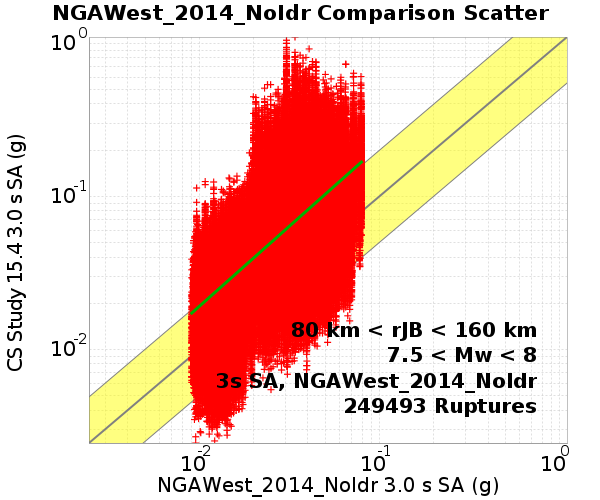 NGAWest_2014_NoIdr Comparison Scatter
CS Study 15.4 3.0 s SA (g)
10^0
10^-1
10^-2
80 km < rJB < 160 km
7.5 < Mw < 8
3s SA, NGAWest_2014_NoIdr
249493 Ruptures
10^-2 10^-1 10^0
NGAWest_2014_NoIdr 3.0 s SA (g)